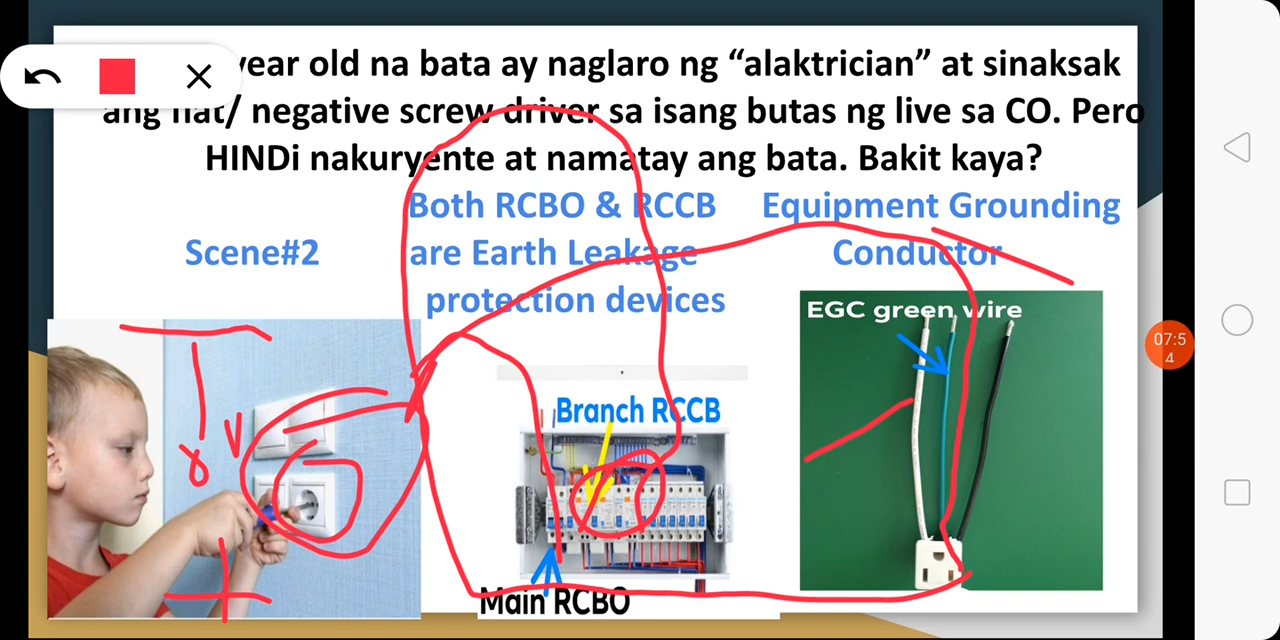 year old na bata ay naglaro ng “alaktrician” at sinaksak
ang flat/ negative screw driver sa isang butas ng live sa CO. Pero
HINDi nakuryente at namatay ang bata. Bakit kaya?
Scene#2
Both RCBO & RCCB
are Earth Leakage
protection devices
Equipment Grounding
Conductor
EGC green wire
Branch RCCB
Main RCBO
07:5
4